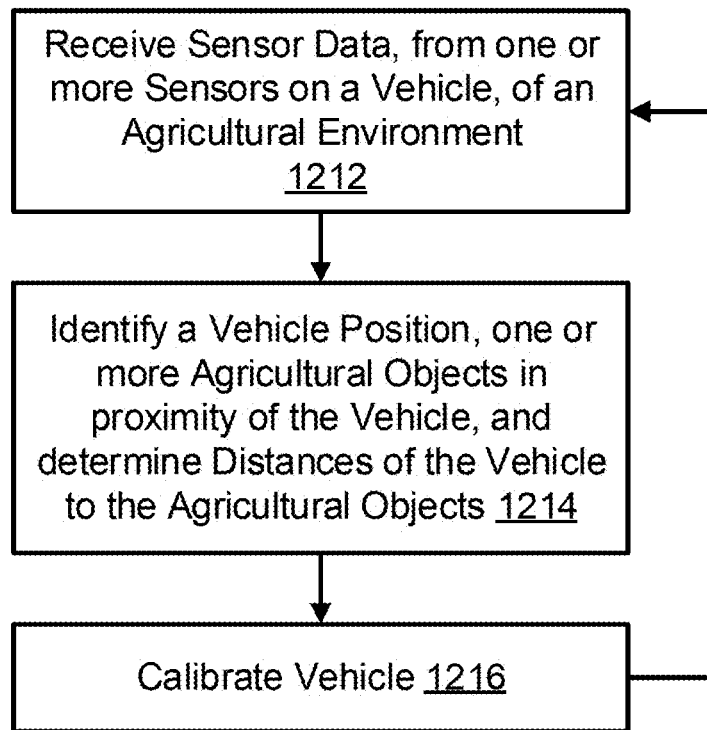 Receive Sensor Data, from one or
more Sensors on a Vehicle, of an
Agricultural Environment
1212
Identify a Vehicle Position, one or
more Agricultural Objects in
proximity of the Vehicle, and
determine Distances of the Vehicle
to the Agricultural Objects 1214
Calibrate Vehicle 1216